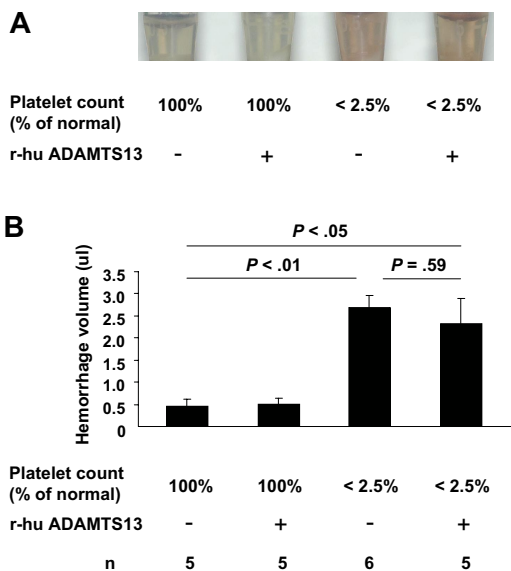 A
Platelet count (% of normal) 100% 100% < 2.5% < 2.5%
r-hu ADAMTS13 - + - +
B
P < .05
P < .01 P = .59
Hemorrhage volume (ul)
3.5
3.0
2.5
2.0
1.5
1.0
0.5
0
Platelet count (% of normal) 100% 100% < 2.5% < 2.5%
r-hu ADAMTS13 - + - +
n 5 5 6 5